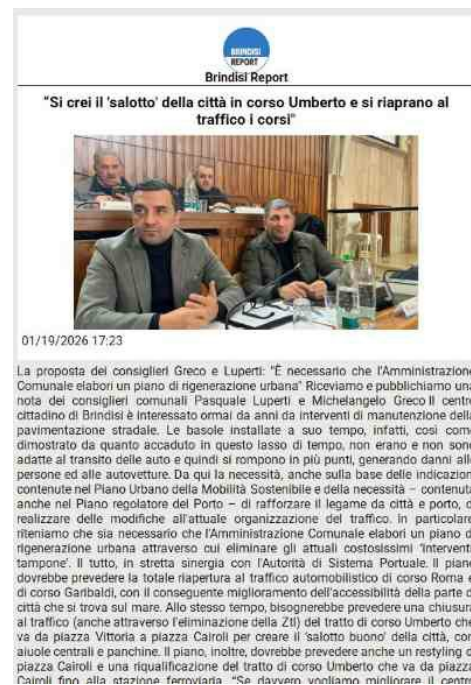 BRINDISI
REPORT
Brindisi Report
"Si crei il 'salotto' della città in corso Umberto e si riaprano al
traffico i corsi"
01/19/2026 17:23
La proposta dei consiglieri Greco e Luperti: "È necessario che l'Amministrazione
Comunale elabori un piano di rigenerazione urbana" Riceviamo e pubblichiamo una
nota dei consiglieri comunali Pasquale Luperti e Michelangelo Greco Il centro
cittadino di Brindisi è interessato ormai da anni da interventi di manutenzione della
pavimentazione stradale. Le basole installate a suo tempo, infatti, così come
dimostrato da quanto accaduto in questo lasso di tempo, non erano e non sono
adatte al transito delle auto e quindi si rompono in più punti, generando danni alle
persone ed alle autovetture. Da qui la necessità, anche sulla base delle indicazioni
contenute nel Piano Urbano della Mobilità Sostenibile e della necessità – contenuta
anche nel Piano regolatore del Porto – di rafforzare il legame da città e porto, di
realizzare delle modifiche all'attuale organizzazione del traffico. In particolare
riteniamo che sia necessario che l'Amministrazione Comunale elabori un piano di
rigenerazione urbana attraverso cui eliminare gli attuali costosissimi 'interventi
tampone'. Il tutto, in stretta sinergia con l'Autorità di Sistema Portuale. Il piano
dovrebbe prevedere la totale riapertura al traffico automobilistico di corso Roma e
di corso Garibaldi, con il conseguente miglioramento dell'accessibilità della parte di
città che si trova sul mare. Allo stesso tempo, bisognerebbe prevedere una chiusura
al traffico (anche attraverso l'eliminazione della Ztl) del tratto di corso Umberto che
va da piazza Vittoria a piazza Cairoli per creare il 'salotto buono' della città, con
aiuole centrali e panchine. Il piano, inoltre, dovrebbe prevedere anche un restyling di
piazza Cairoli e una riqualificazione del tratto di corso Umberto che va da piazza
Cairoli fino alla stazione ferroviaria. "Se davvero vogliamo migliorare il centro